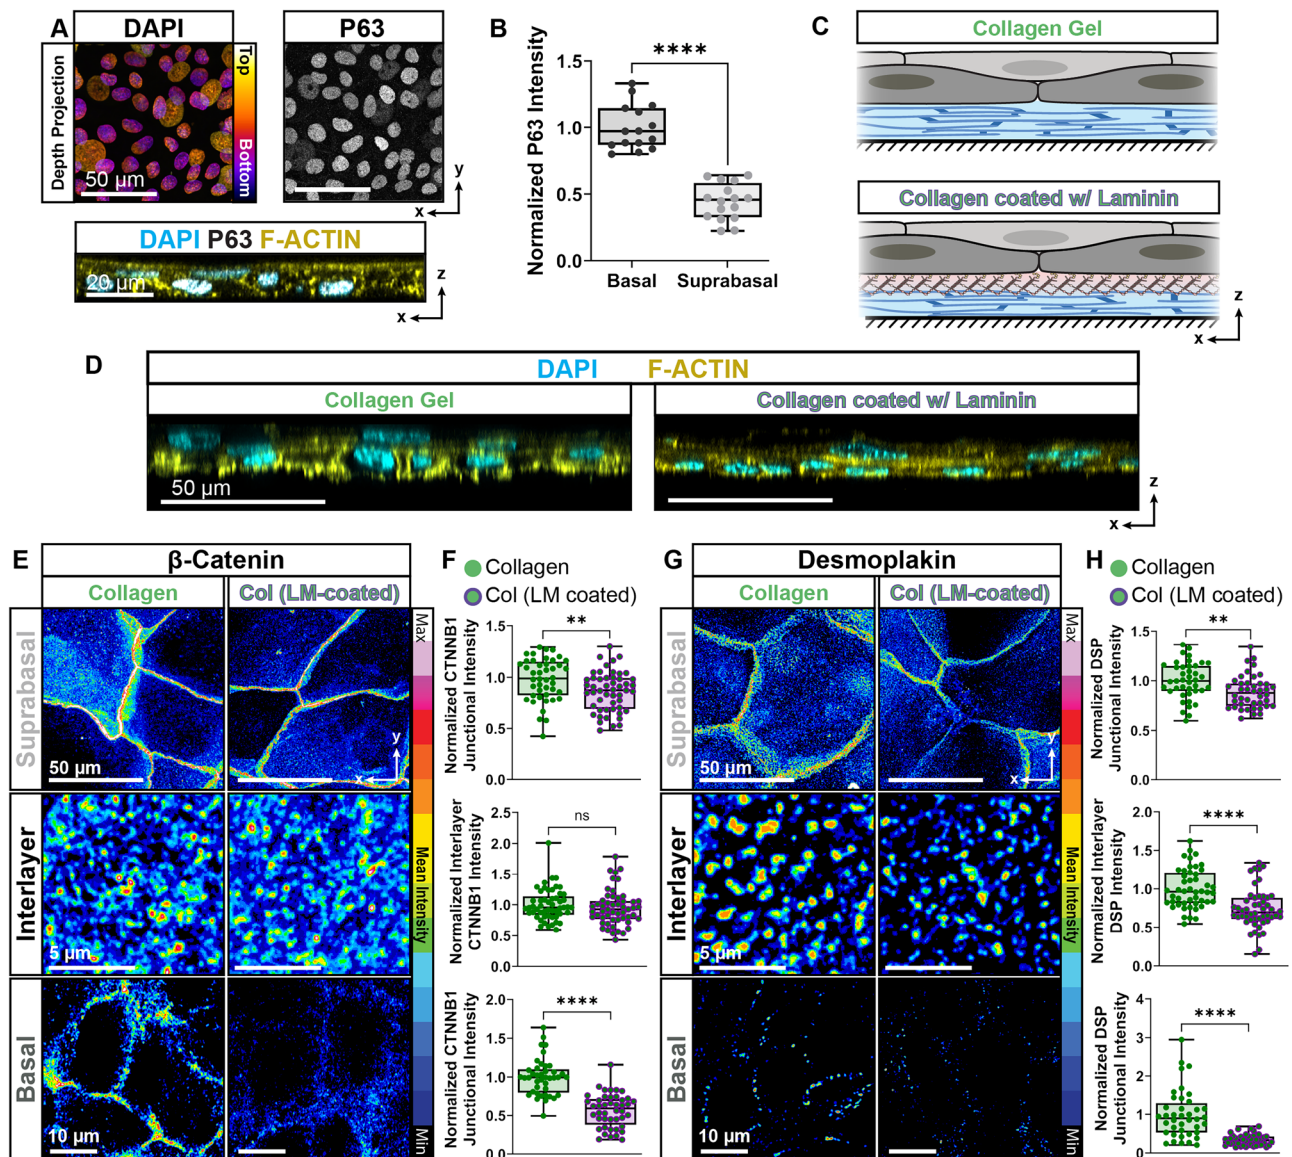 A
DAPI
P63
Depth Projection
Top
Bottom
50 µm
y
x
DAPI P63 F-ACTIN
20 µm
z
x
B
Normalized P63 Intensity
****
1.5
1.0
0.5
0.0
Basal
Suprabasal
C
Collagen Gel
Collagen coated w/ Laminin
z
x
D
DAPI
F-ACTIN
Collagen Gel
Collagen coated w/ Laminin
50 µm
z
x
E
β-Catenin
Collagen
Col (LM-coated)
Suprabasal
50 µm
y
x
Interlayer
5 µm
Basal
10 µm
Max
Mean Intensity
Min
F
Collagen
Col (LM coated)
Normalized CTNNB1
Junctional Intensity
**
1.5
1.0
0.5
0.0
Normalized Interlayer
CTNNB1 Intensity
ns
2.5
2.0
1.5
1.0
0.5
0.0
Normalized CTNNB1
Junctional Intensity
****
2.0
1.5
1.0
0.5
0.0
G
Desmoplakin
Collagen
Col (LM-coated)
Suprabasal
50 µm
y
x
Interlayer
5 µm
Basal
10 µm
Max
Mean Intensity
Min
H
Collagen
Col (LM coated)
Normalized DSP
Junctional Intensity
**
1.5
1.0
0.5
0.0
Normalized Interlayer
DSP Intensity
****
2.0
1.5
1.0
0.5
0.0
Normalized DSP
Junctional Intensity
****
4
3
2
1
0